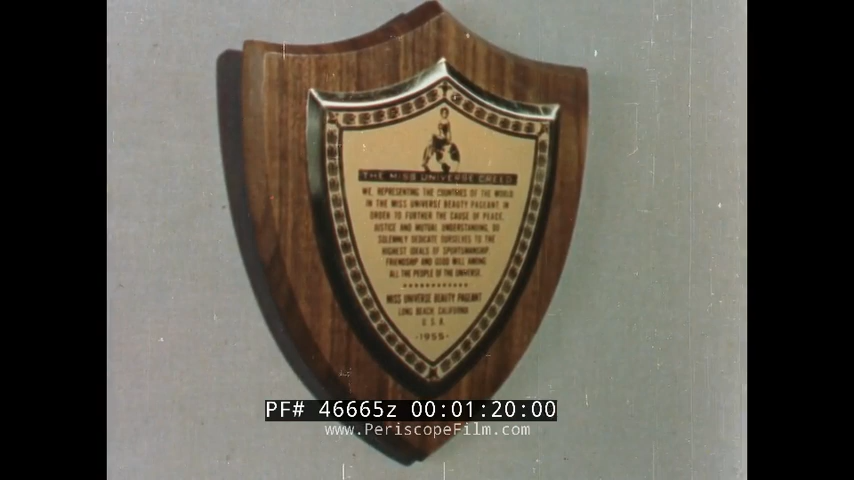 THE MISS UNIVERSE CREED
WE, REPRESENTING THE COUNTRIES OF THE WORLD
IN THE MISS UNIVERSE BEAUTY PAGEANT, IN
ORDER TO FURTHER THE CAUSE OF PEACE,
JUSTICE AND MUTUAL UNDERSTANDING, DO
SOLEMNLY DEDICATE OURSELVES TO THE
HIGHEST IDEALS OF SPORTSMANSHIP,
FRIENDSHIP AND GOOD WILL AMONG
ALL THE PEOPLE OF THE UNIVERSE.
************
MISS UNIVERSE BEAUTY PAGEANT
LONG BEACH, CALIFORNIA
U. S. A.
-1955-
PF# 46665z 00:01:20:00
www.PeriscopeFilm.com